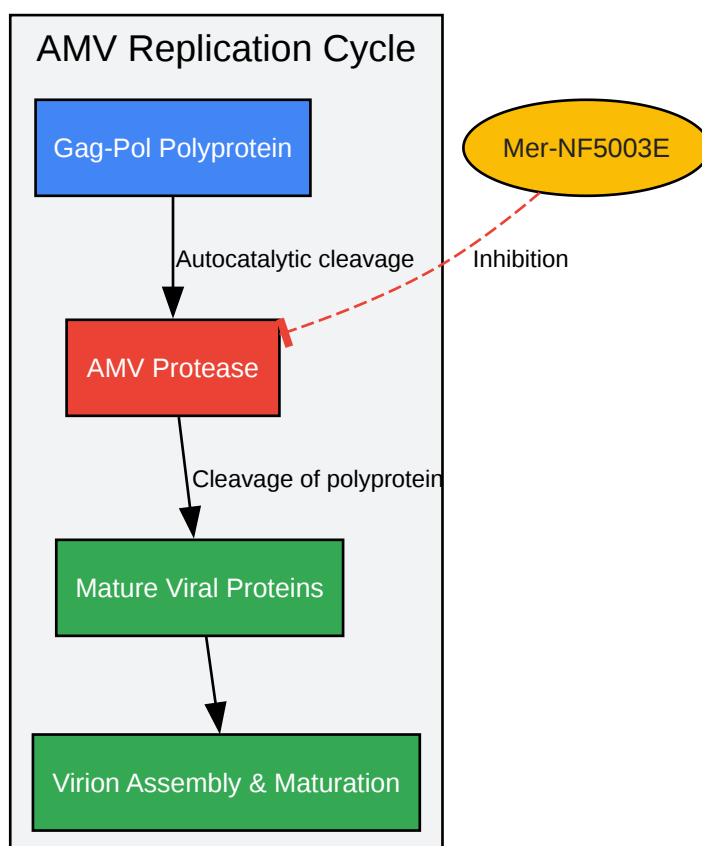 AMV Replication Cycle
Gag-Pol Polyprotein
Mer-NF5003E
Autocatalytic cleavage
Inhibition
AMV Protease
Cleavage of polyprotein
Mature Viral Proteins
Virion Assembly & Maturation